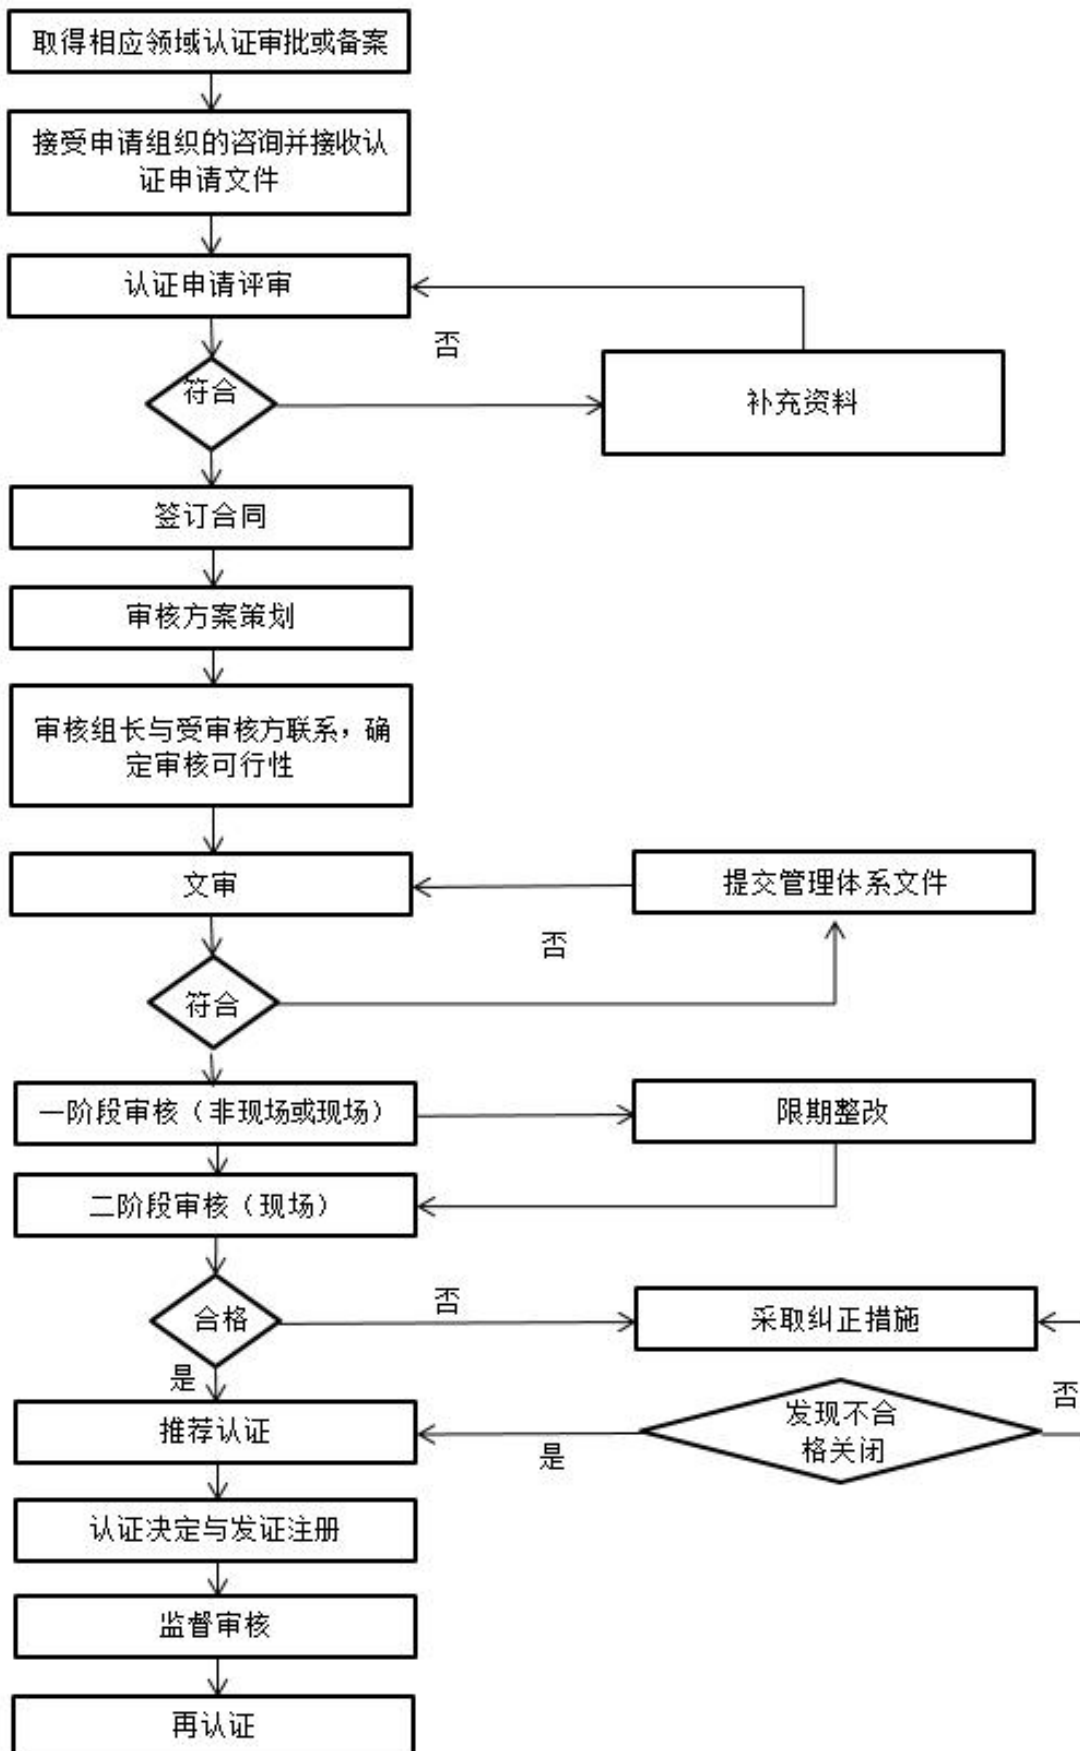 取得相应领域认证审批或备案
接受申请组织的咨询并接收认
证申请文件
认证申请评审
否
符合
补充资料
签订合同
审核方案策划
审核组长与受审核方联系，确
定审核可行性
文审
提交管理体系文件
否
符合
一阶段审核（非现场或现场）
限期整改
二阶段审核（现场）
合格
否
采取纠正措施
是
推荐认证
是
发现不合
格关闭
否
认证决定与发证注册
监督审核
再认证